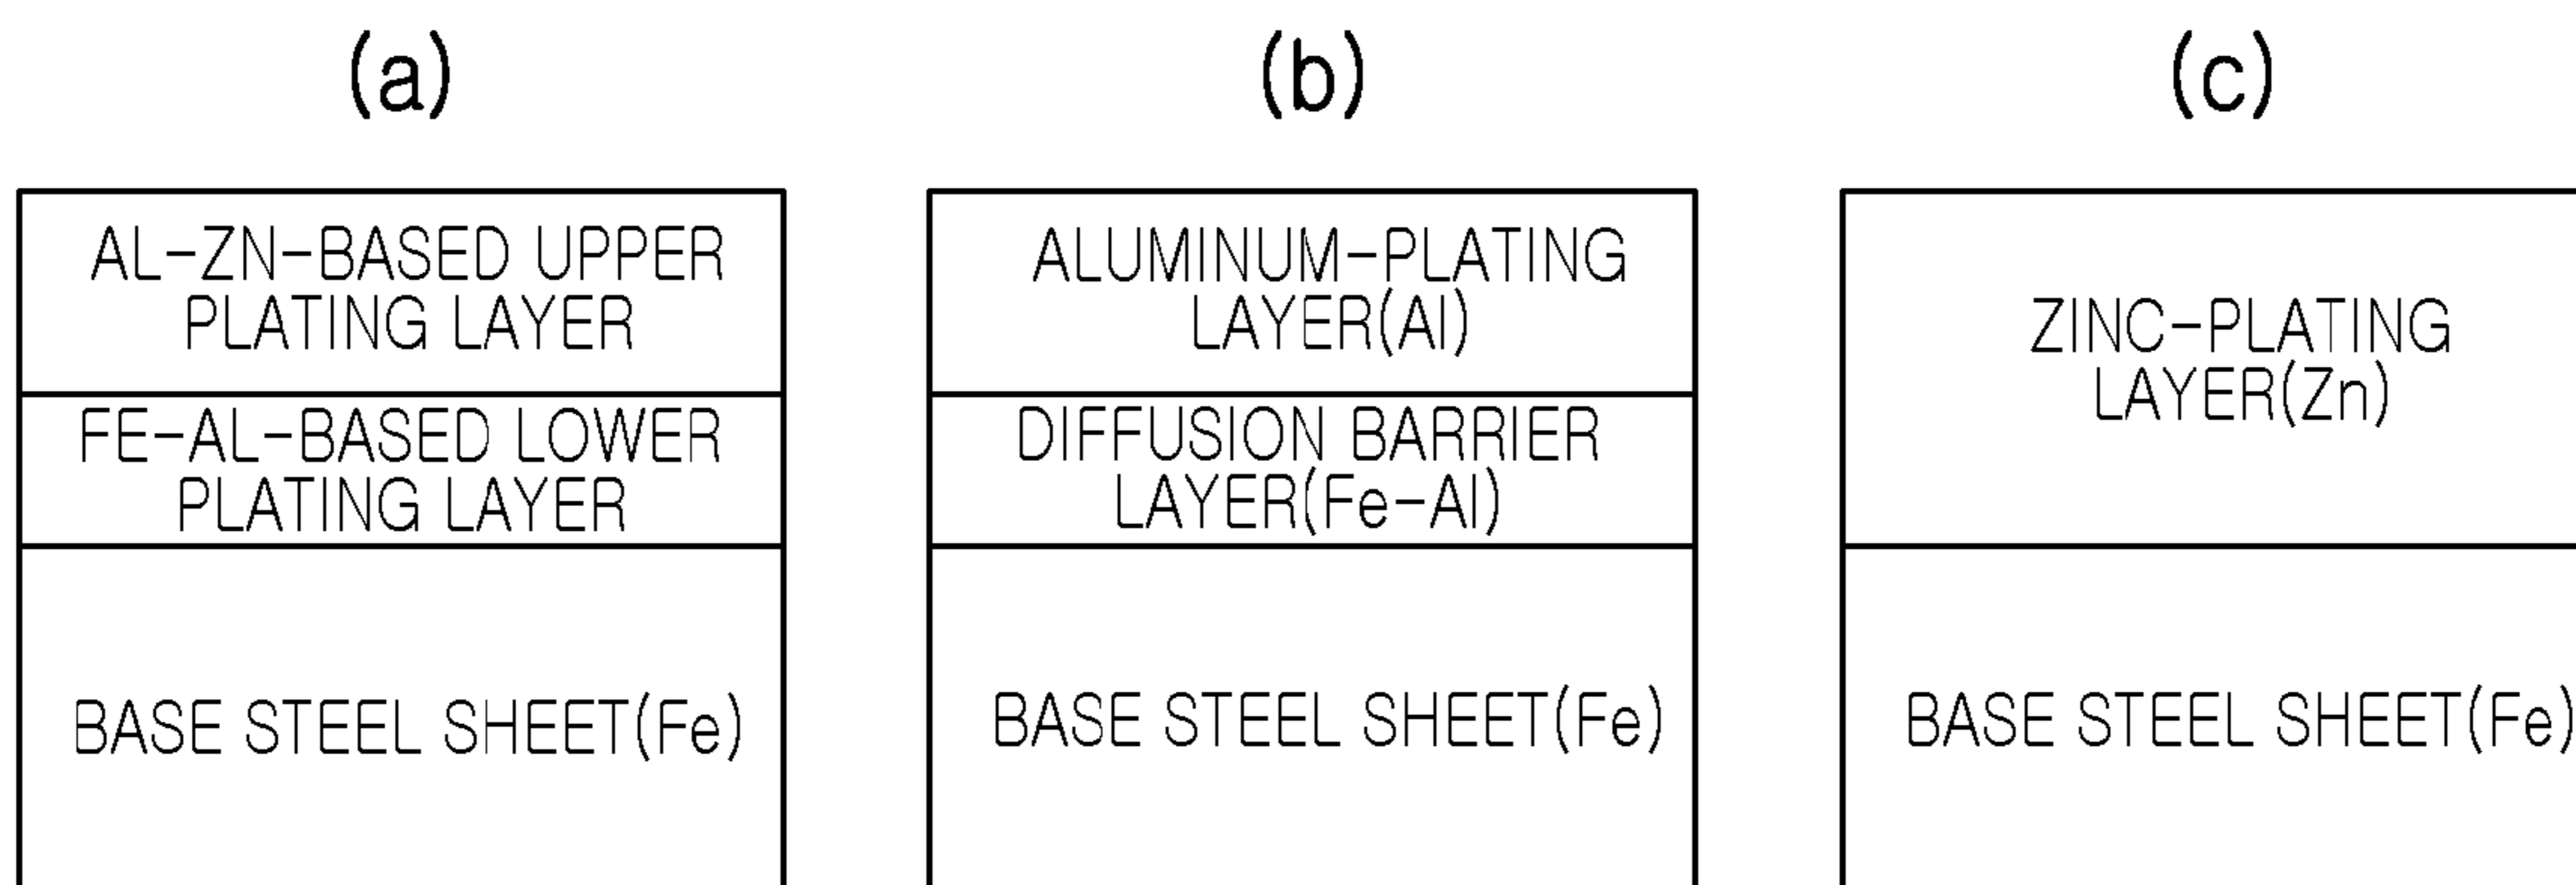 (a)
AL-ZN-BASED UPPER
PLATING LAYER
FE-AL-BASED LOWER
PLATING LAYER
BASE STEEL SHEET(Fe)
(b)
ALUMINUM-PLATING
LAYER(Al)
DIFFUSION BARRIER
LAYER(Fe-Al)
BASE STEEL SHEET(Fe)
(c)
ZINC-PLATING
LAYER(Zn)
BASE STEEL SHEET(Fe)